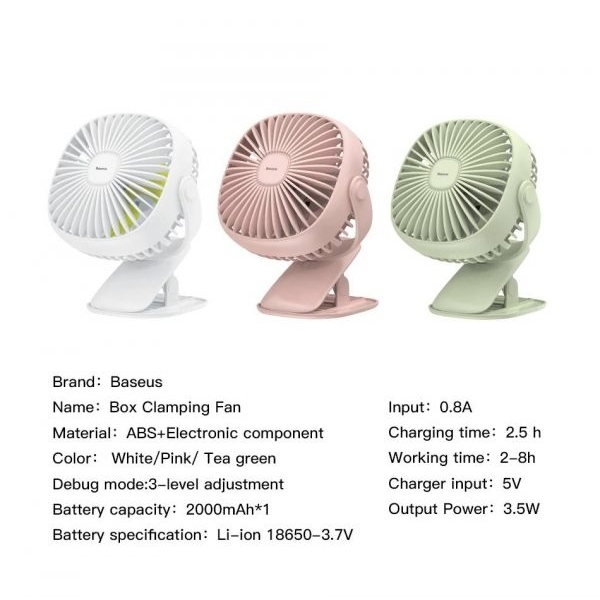 Baseus
Baseus
Baseus
Brand: Baseus
Name: Box Clamping Fan
Material: ABS+Electronic component
Color: White/Pink/ Tea green
Debug mode:3-level adjustment
Battery capacity: 2000mAh*1
Battery specification: Li-ion 18650-3.7V
Input: 0.8A
Charging time: 2.5 h
Working time: 2-8h
Charger input: 5V
Output Power: 3.5W